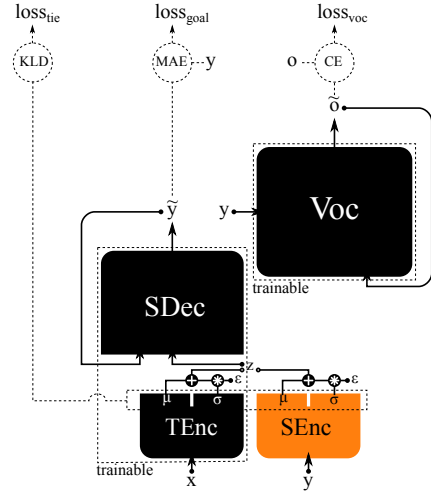 loss_tie loss_goal loss_voc
KLD MAE y o CE
õ
ỹ y Voc
trainable
SDec
z
ε ε
μ σ μ σ
TEnc SEnc
trainable
x y